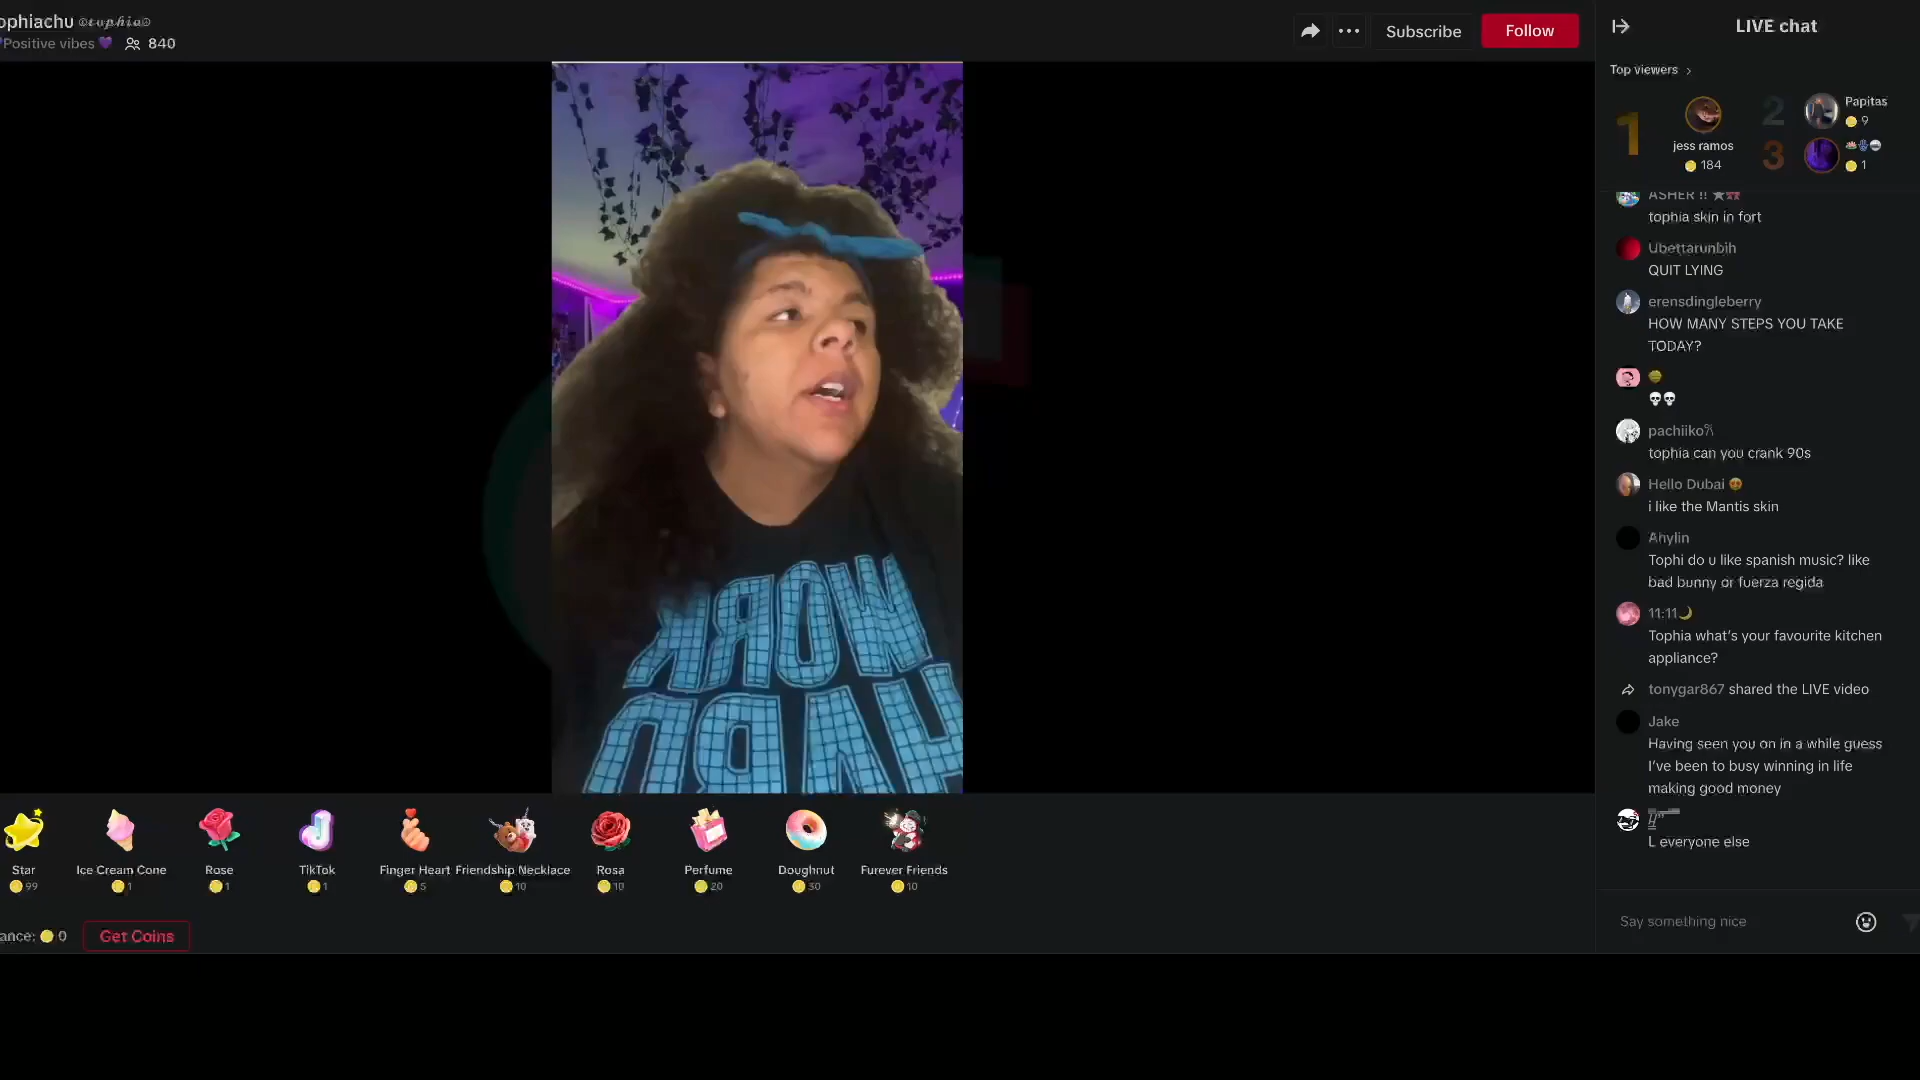 ophiachu @tophia
Positive vibes 💜 840
Subscribe
Follow
LIVE chat
Top viewers
1
jess ramos
184
2
Papitas
9
3
1
ASHER !!
tophia skin in fort
Ubettarunbih
QUIT LYING
erensdingleberry
HOW MANY STEPS YOU TAKE
TODAY?
💀💀
pachiiko
tophia can you crank 90s
Hello Dubai
i like the Mantis skin
Ahylin
Tophi do u like spanish music? like
bad bunny or fuerza regida
11:11🌙
Tophia what's your favourite kitchen
appliance?
tonygar867 shared the LIVE video
Jake
Having seen you on in a while guess
I've been to busy winning in life
making good money
L everyone else
Say something nice
WORK
HARD
Star
99
Ice Cream Cone
1
Rose
1
TikTok
1
Finger Heart
5
Friendship Necklace
10
Rosa
10
Perfume
20
Doughnut
30
Furever Friends
10
ance: 0
Get Coins